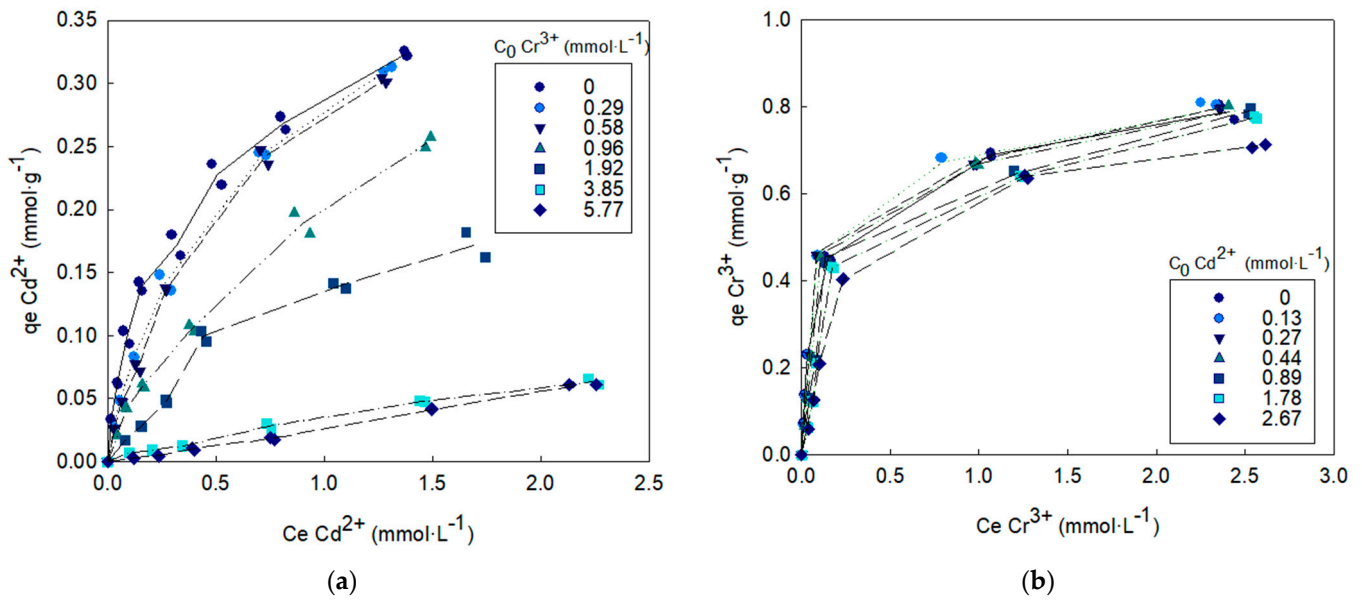 0.35
0.30
0.25
0.20
0.15
0.10
0.05
0.00
qe Cd²⁺ (mmol·g⁻¹)
C₀ Cr³⁺ (mmol·L⁻¹)
0
0.29
0.58
0.96
1.92
3.85
5.77
0.0 0.5 1.0 1.5 2.0 2.5
Ce Cd²⁺ (mmol·L⁻¹)
(a)
1.0
0.8
0.6
0.4
0.2
0.0
qe Cr³⁺ (mmol·g⁻¹)
C₀ Cd²⁺ (mmol·L⁻¹)
0
0.13
0.27
0.44
0.89
1.78
2.67
0.0 0.5 1.0 1.5 2.0 2.5 3.0
Ce Cr³⁺ (mmol·L⁻¹)
(b)